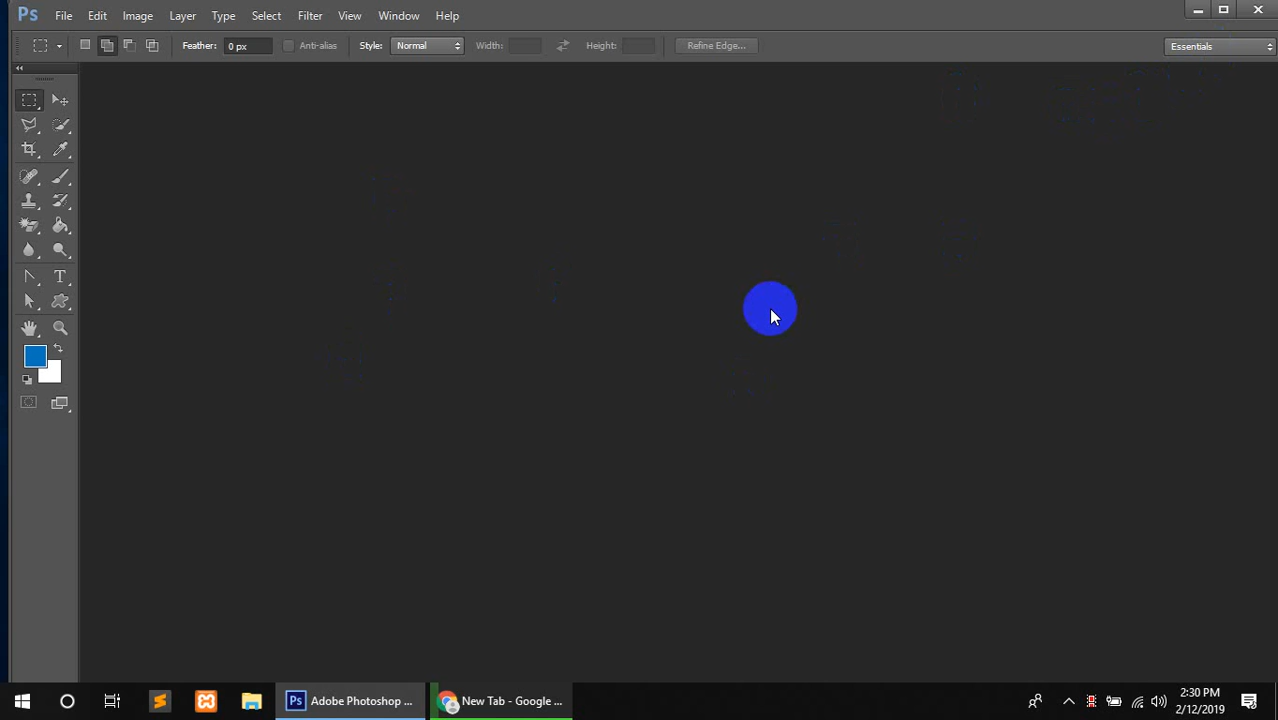 Ps File Edit Image Layer Type Select Filter View Window Help
Feather: 0 px Anti-alias Style: Normal Width: Height: Refine Edge... Essentials
T
Ps Adobe Photoshop ... New Tab - Google ... 2:30 PM
2/12/2019